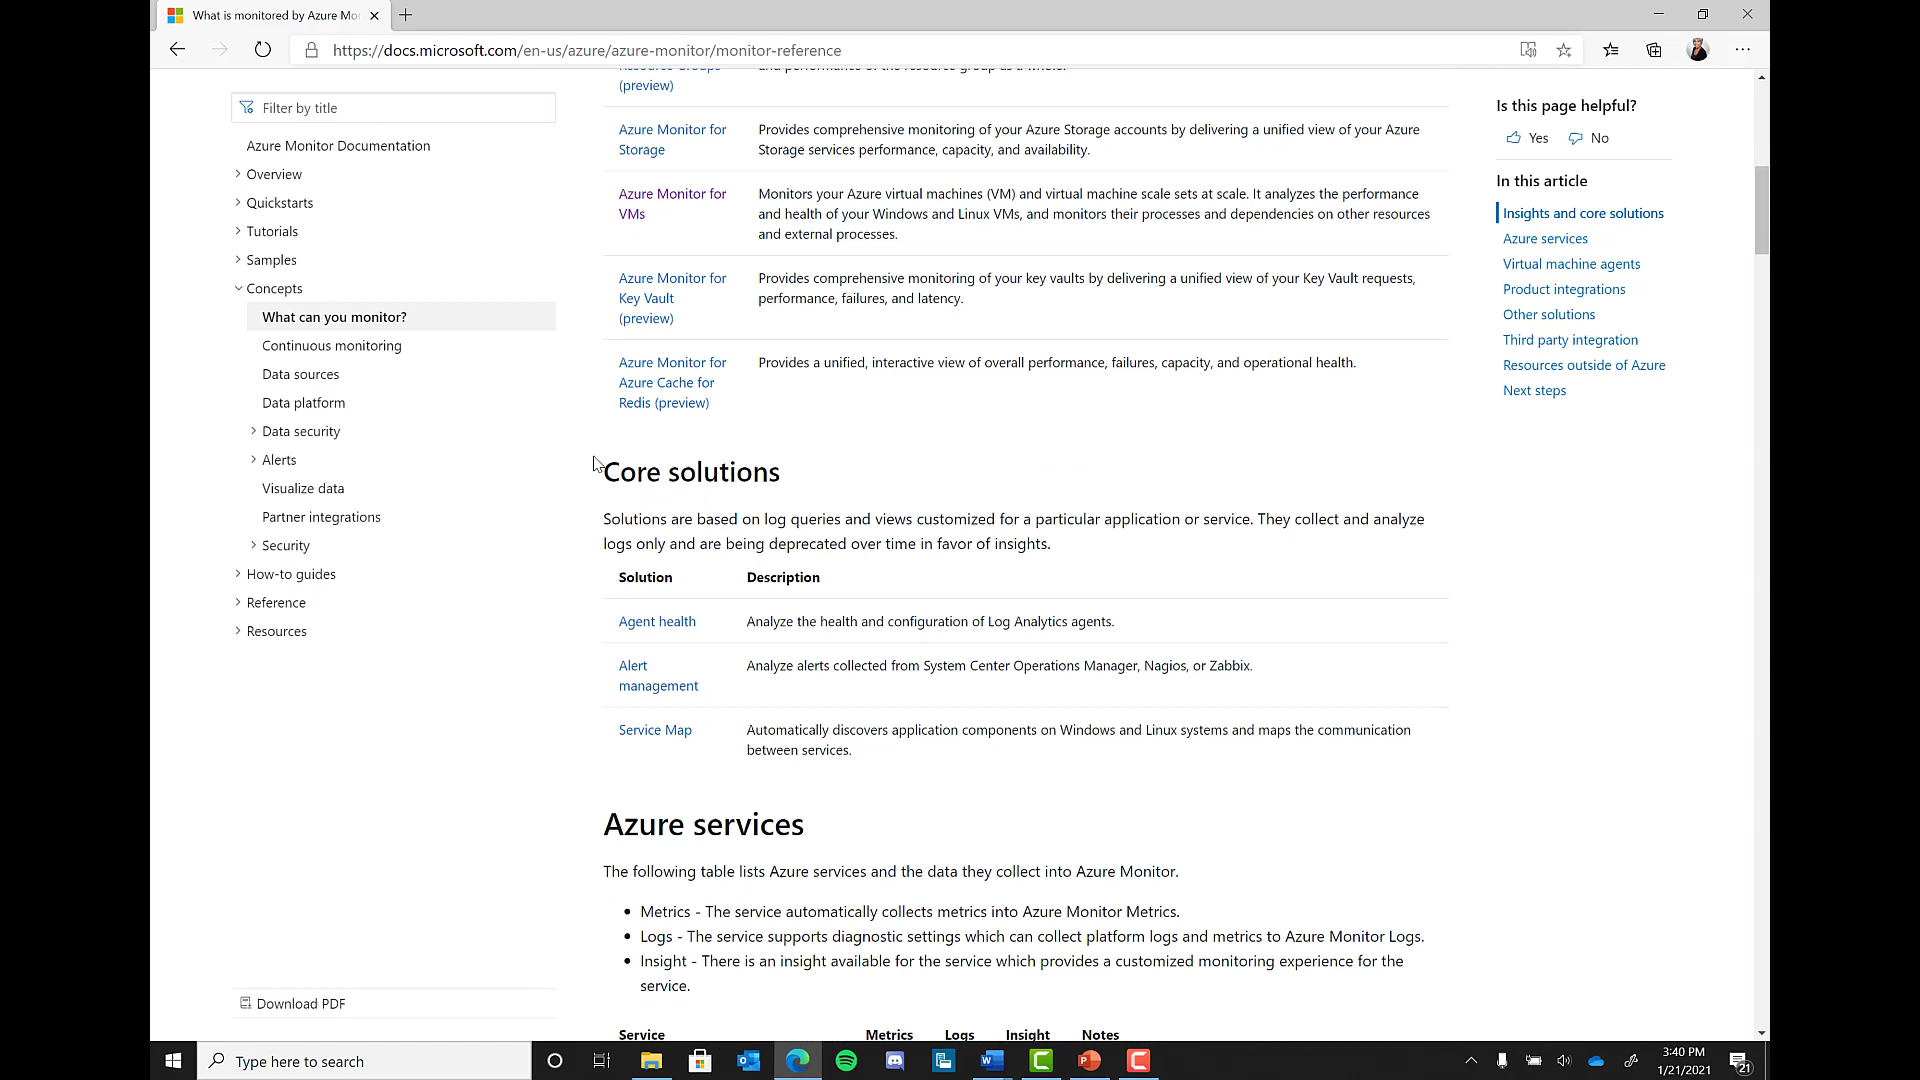 What is monitored by Azure Mo
https://docs.microsoft.com/en-us/azure/azure-monitor/monitor-reference
Filter by title
Azure Monitor Documentation
Overview
Quickstarts
Tutorials
Samples
Concepts
What can you monitor?
Continuous monitoring
Data sources
Data platform
Data security
Alerts
Visualize data
Partner integrations
Security
How-to guides
Reference
Resources
Download PDF
Resource Groups
(preview)
and performance of the resource group as a whole.
Azure Monitor for
Storage
Provides comprehensive monitoring of your Azure Storage accounts by delivering a unified view of your Azure
Storage services performance, capacity, and availability.
Azure Monitor for
VMs
Monitors your Azure virtual machines (VM) and virtual machine scale sets at scale. It analyzes the performance
and health of your Windows and Linux VMs, and monitors their processes and dependencies on other resources
and external processes.
Azure Monitor for
Key Vault
(preview)
Provides comprehensive monitoring of your key vaults by delivering a unified view of your Key Vault requests,
performance, failures, and latency.
Azure Monitor for
Azure Cache for
Redis (preview)
Provides a unified, interactive view of overall performance, failures, capacity, and operational health.
Core solutions
Solutions are based on log queries and views customized for a particular application or service. They collect and analyze
logs only and are being deprecated over time in favor of insights.
Solution Description
Agent health Analyze the health and configuration of Log Analytics agents.
Alert
management
Analyze alerts collected from System Center Operations Manager, Nagios, or Zabbix.
Service Map
Automatically discovers application components on Windows and Linux systems and maps the communication
between services.
Azure services
The following table lists Azure services and the data they collect into Azure Monitor.
• Metrics - The service automatically collects metrics into Azure Monitor Metrics.
• Logs - The service supports diagnostic settings which can collect platform logs and metrics to Azure Monitor Logs.
• Insight - There is an insight available for the service which provides a customized monitoring experience for the
service.
Service Metrics Logs Insight Notes
Is this page helpful?
Yes No
In this article
Insights and core solutions
Azure services
Virtual machine agents
Product integrations
Other solutions
Third party integration
Resources outside of Azure
Next steps
Type here to search
3:40 PM
1/21/2021
21